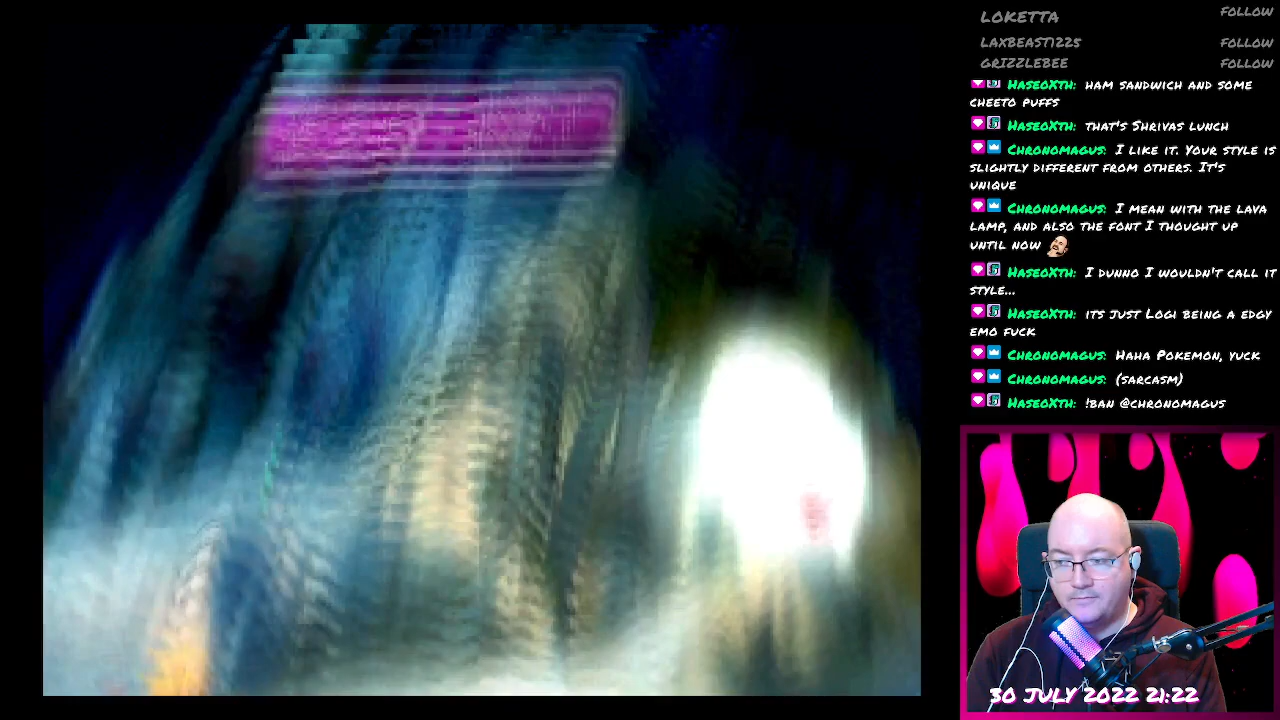 LOKETTA FOLLOW
LAXBEAST1225 FOLLOW
GRIZZLEBEE FOLLOW
HaseoXth: ham sandwich and some
cheeto puffs
HaseoXth: that's Shrivas lunch
Chronomagus: I like it. Your style is
slightly different from others. It's
unique
Chronomagus: I mean with the lava
lamp, and also the font I thought up
until now
HaseoXth: I dunno I wouldn't call it
style...
HaseoXth: its just Logi being a edgy
emo fuck
Chronomagus: Haha Pokemon, yuck
Chronomagus: (sarcasm)
HaseoXth: !ban @chronomagus
30 JULY 2022 21:22